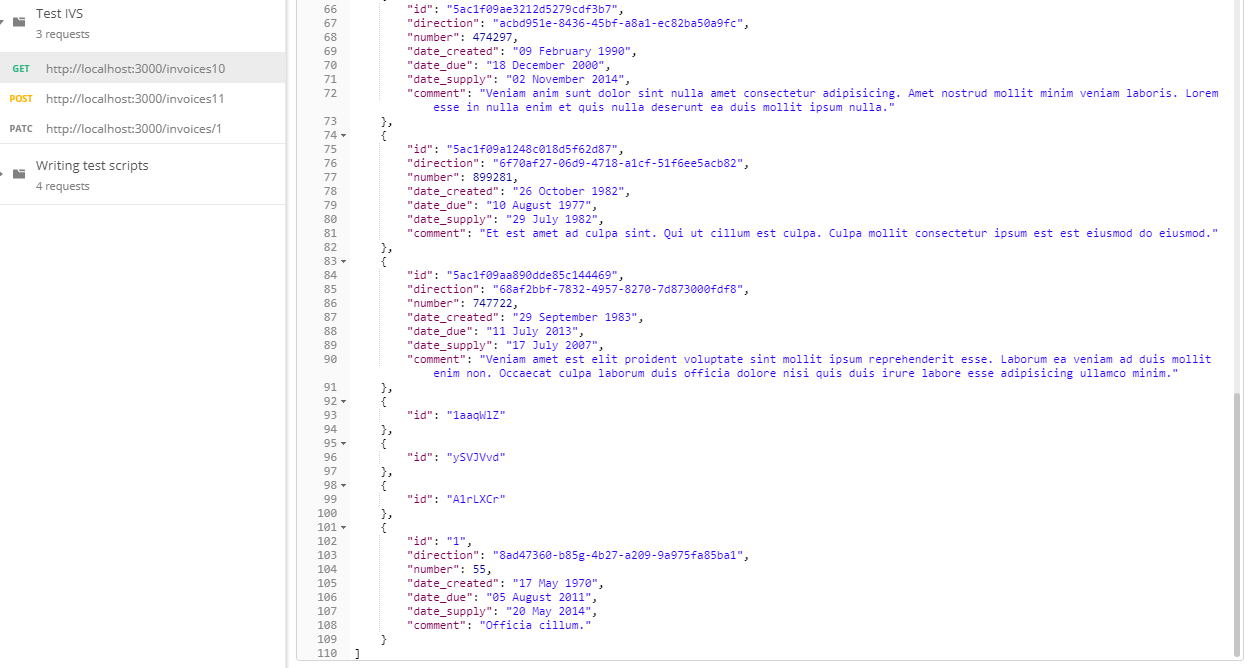 Test IVS
3 requests
GET http://localhost:3000/invoices10
POST http://localhost:3000/invoices11
PATC http://localhost:3000/invoices/1
Writing test scripts
4 requests
66 "id": "5ac1f09ae3212d5279cdf3b7",
67 "direction": "acbd951e-8436-45bf-a8a1-ec82ba50a9fc",
68 "number": 474297,
69 "date_created": "09 February 1990",
70 "date_due": "18 December 2000",
71 "date_supply": "02 November 2014",
72 "comment": "Veniam anim sunt dolor sint nulla amet consectetur adipisicing. Amet nostrud mollit minim veniam laboris. Lorem
esse in nulla enim et quis nulla deserunt ea duis mollit ipsum nulla."
73 },
74 {
75 "id": "5ac1f09a1248c018d5f62d87",
76 "direction": "6f70af27-06d9-4718-a1cf-51f6ee5acb82",
77 "number": 899281,
78 "date_created": "26 October 1982",
79 "date_due": "10 August 1977",
80 "date_supply": "29 July 1982",
81 "comment": "Et est amet ad culpa sint. Qui ut cillum est culpa. Culpa mollit consectetur ipsum est est eiusmod do eiusmod."
82 },
83 {
84 "id": "5ac1f09aa890dde85c144469",
85 "direction": "68af2bbf-7832-4957-8270-7d873000fdf8",
86 "number": 747722,
87 "date_created": "29 September 1983",
88 "date_due": "11 July 2013",
89 "date_supply": "17 July 2007",
90 "comment": "Veniam amet est elit proident voluptate sint mollit ipsum reprehenderit esse. Laborum ea veniam ad duis mollit
enim non. Occaecat culpa laborum duis officia dolore nisi quis duis irure labore esse adipisicing ullamco minim."
91 },
92 {
93 "id": "1aaqWlZ"
94 },
95 {
96 "id": "ySVJVvd"
97 },
98 {
99 "id": "A1rLXCr"
100 },
101 {
102 "id": "1",
103 "direction": "8ad47360-b85g-4b27-a209-9a975fa85ba1",
104 "number": 55,
105 "date_created": "17 May 1970",
106 "date_due": "05 August 2011",
107 "date_supply": "20 May 2014",
108 "comment": "Officia cillum."
109 }
110 ]